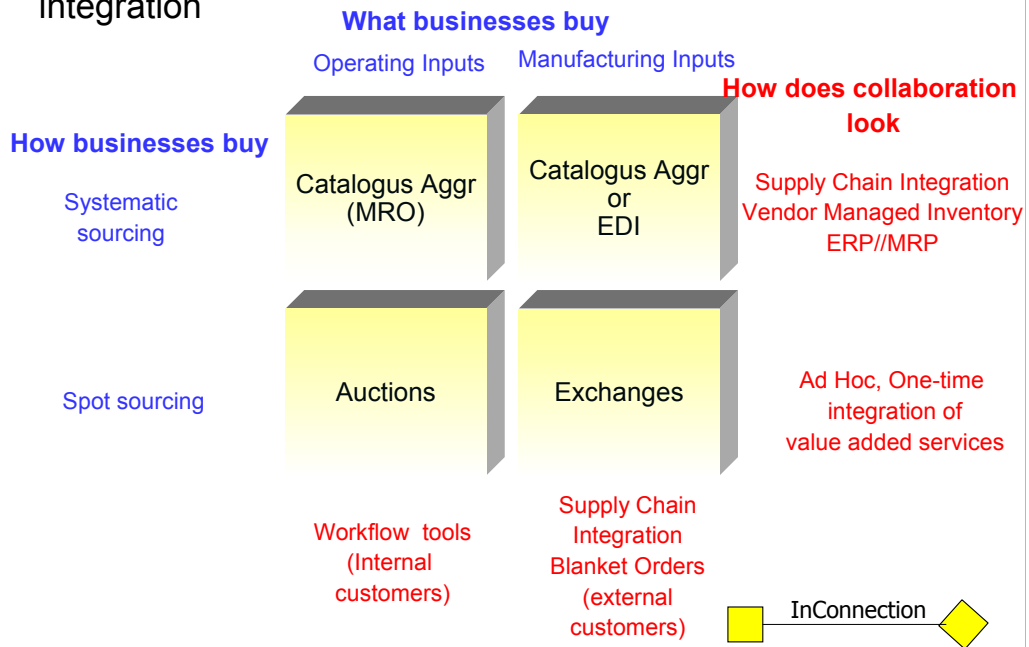 integration
What businesses buy
Operating Inputs
Manufacturing Inputs
How does collaboration
look
How businesses buy
Systematic
sourcing
Catalogus Aggr
(MRO)
Catalogus Aggr
or
EDI
Supply Chain Integration
Vendor Managed Inventory
ERP//MRP
Spot sourcing
Auctions
Exchanges
Ad Hoc, One-time
integration of
value added services
Workflow tools
(Internal
customers)
Supply Chain
Integration
Blanket Orders
(external
customers)
InConnection